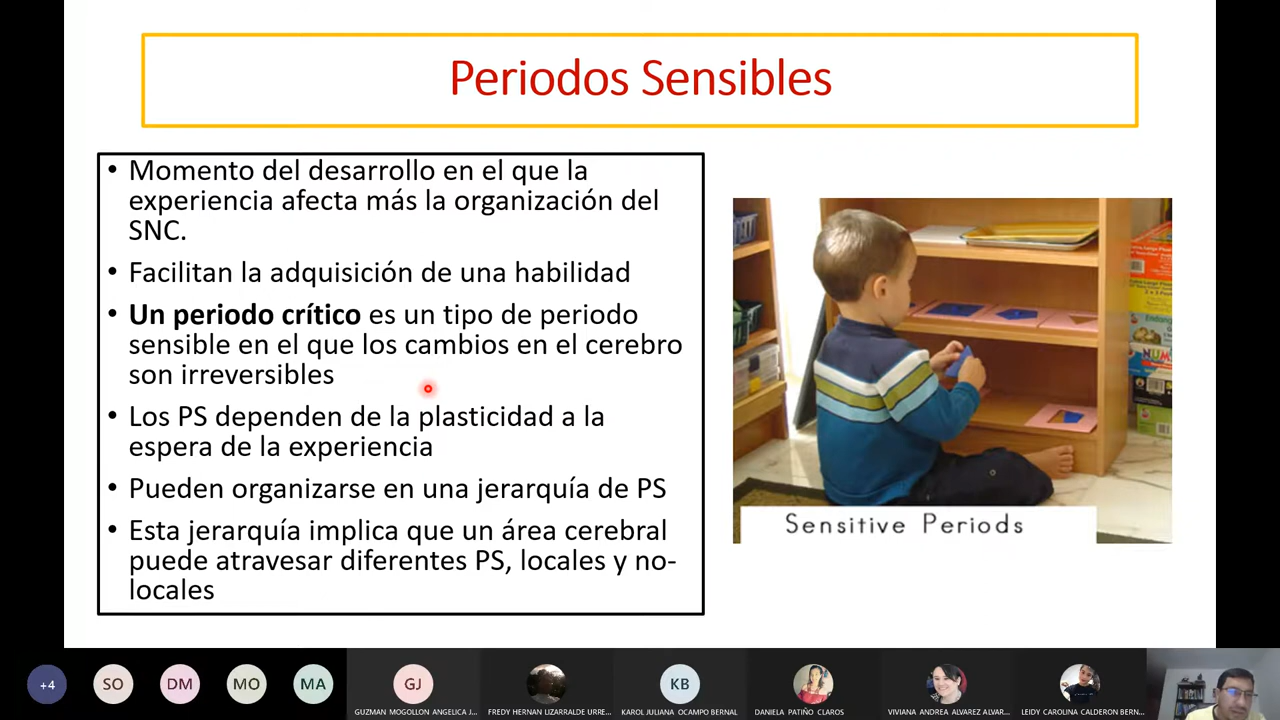 Periodos Sensibles
• Momento del desarrollo en el que la
experiencia afecta más la organización del
SNC.
• Facilitan la adquisición de una habilidad
• Un periodo crítico es un tipo de periodo
sensible en el que los cambios en el cerebro
son irreversibles
• Los PS dependen de la plasticidad a la
espera de la experiencia
• Pueden organizarse en una jerarquía de PS
• Esta jerarquía implica que un área cerebral
puede atravesar diferentes PS, locales y no-
locales
Sensitive Periods
+4
SO
DM
MO
MA
GJ
KB
GUZMAN MOGOLLON ANGELICA J...
FREDY HERNAN LIZARRALDE URRE...
KAROL JULIANA OCAMPO BERNAL
DANIELA PATIÑO CLAROS
VIVIANA ANDREA ALVAREZ ALVAR...
LEIDY CAROLINA CALDERON BERN...